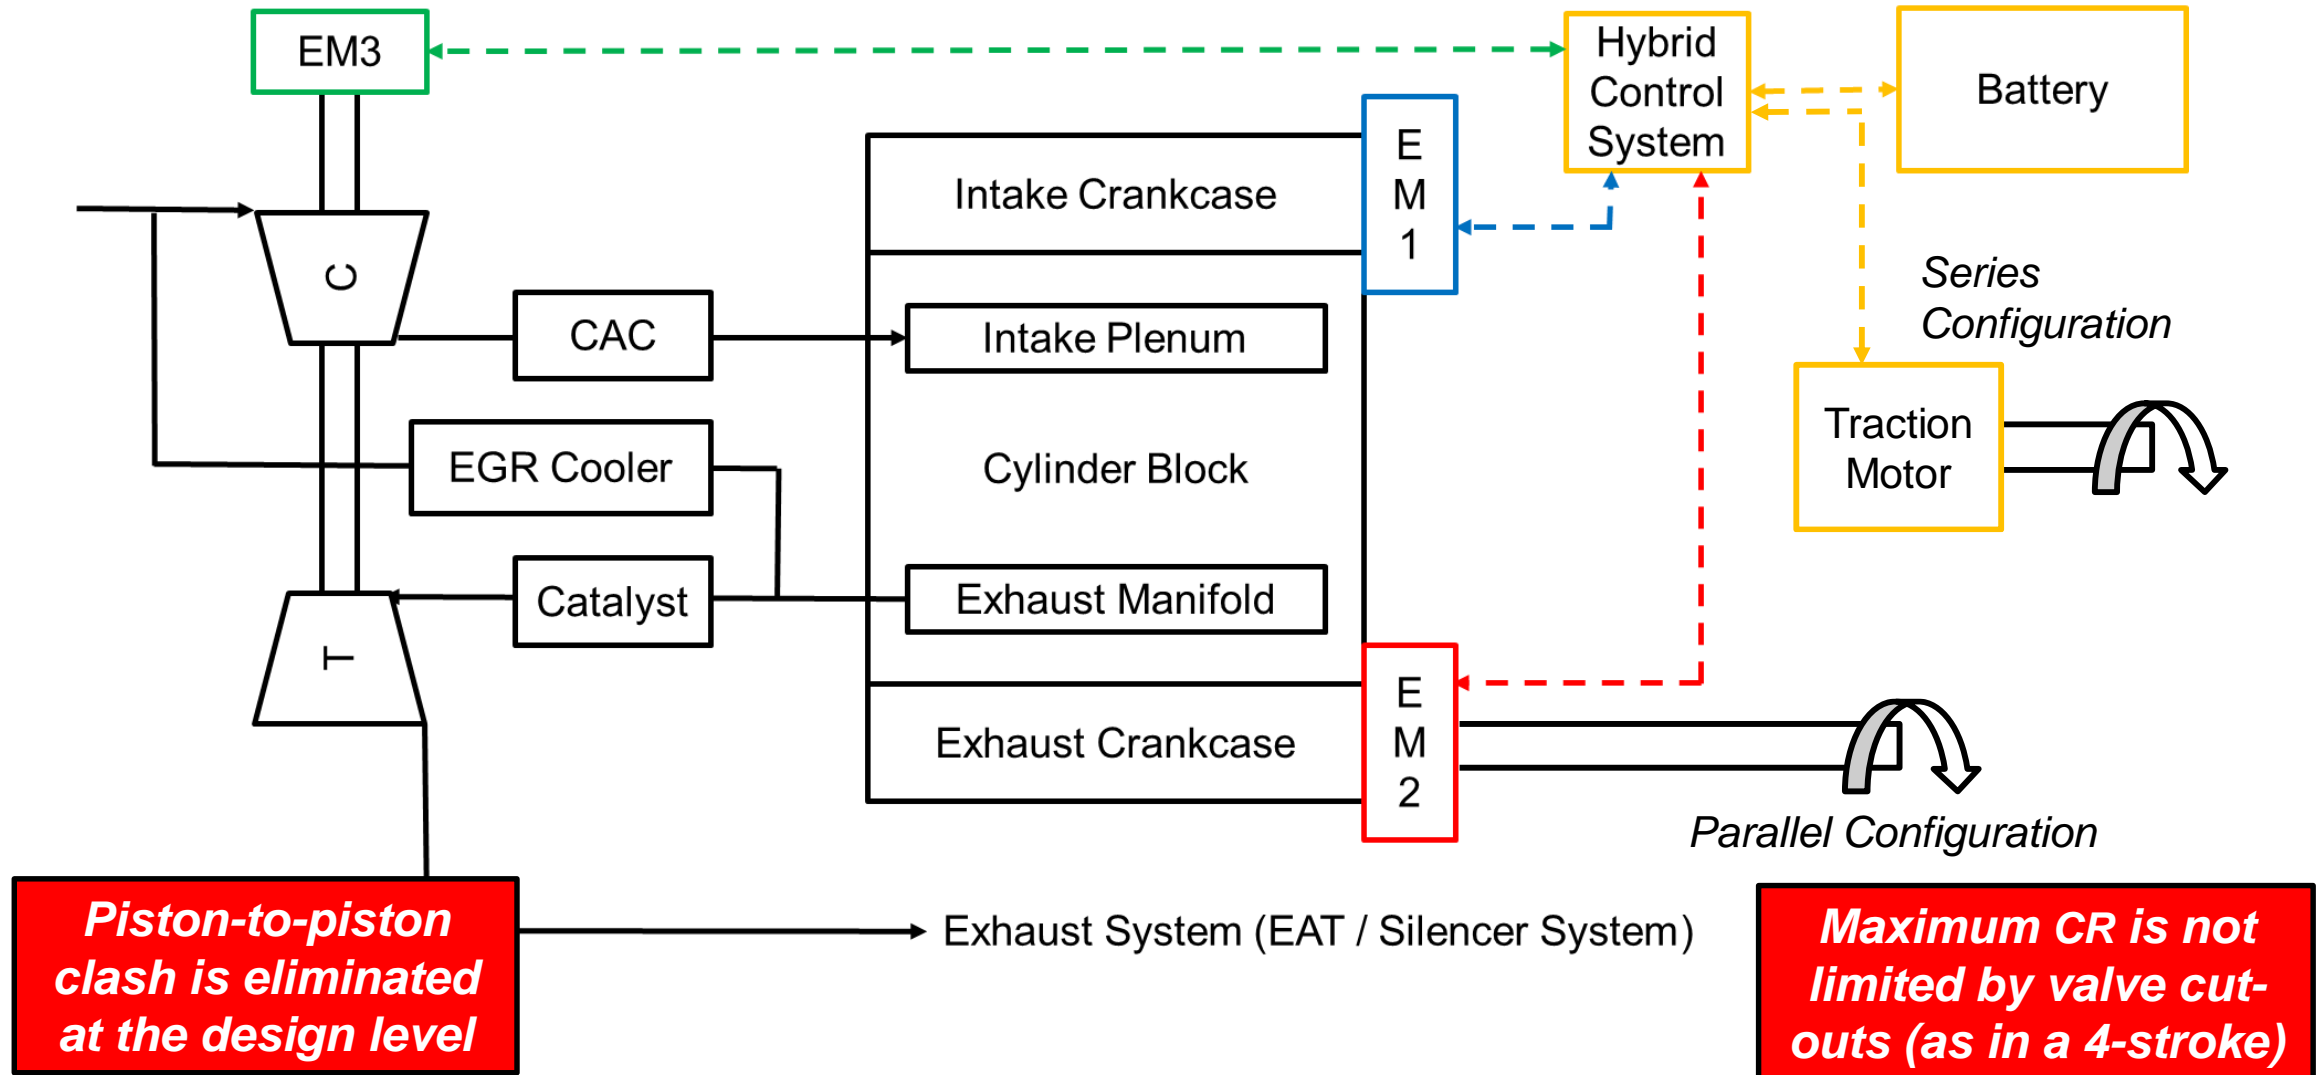 EM3
Hybrid
Control
System
Battery
E
M
1
Intake Crankcase
C
Series
Configuration
CAC
Intake Plenum
Traction
Motor
EGR Cooler
Cylinder Block
Catalyst
Exhaust Manifold
T
E
M
2
Exhaust Crankcase
Parallel Configuration
Piston-to-piston
clash is eliminated
at the design level
Exhaust System (EAT / Silencer System)
Maximum CR is not
limited by valve cut-
outs (as in a 4-stroke)